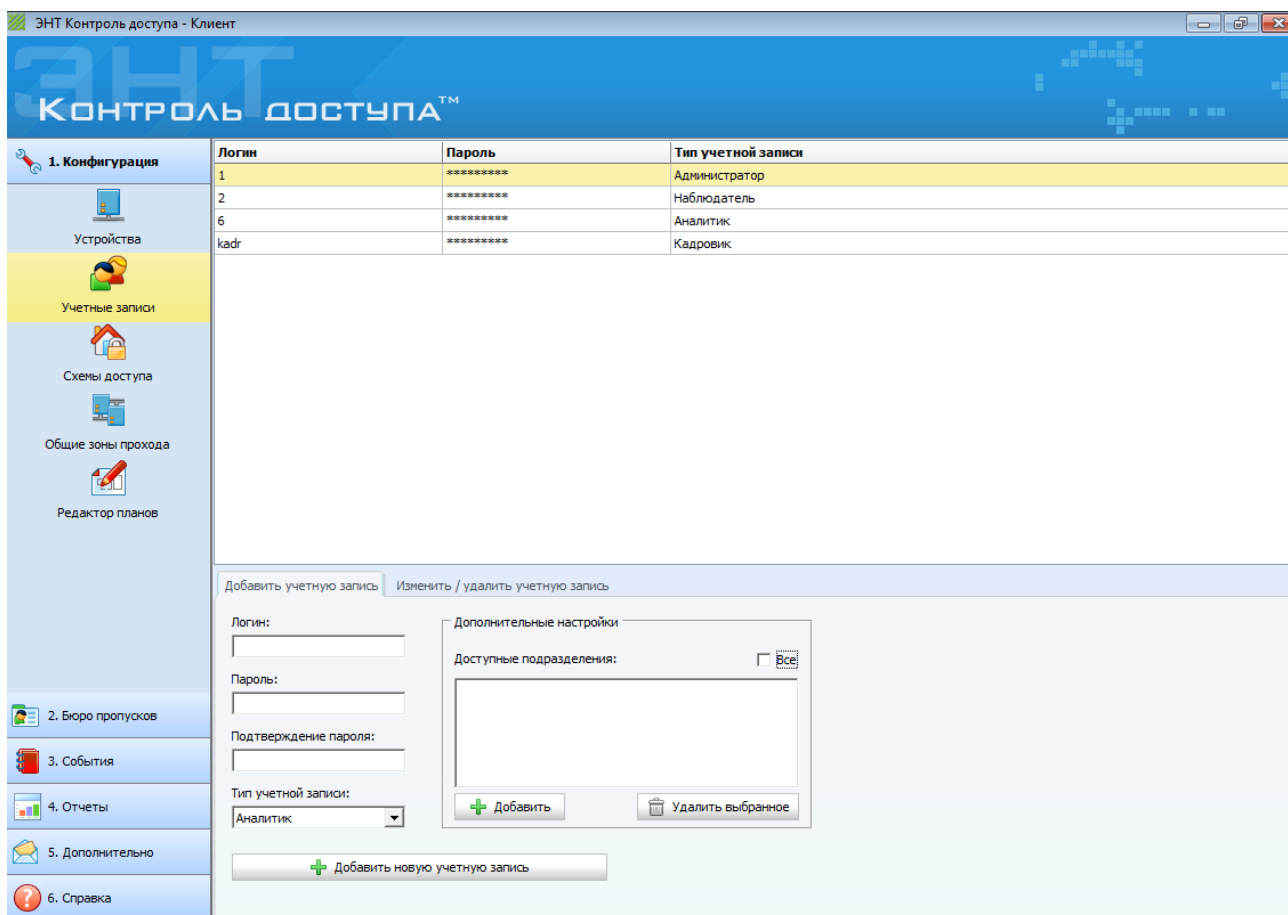 ЭНТ Контроль доступа - Клиент
ЭНТ
КОНТРОЛЬ ДОСТУПА™
1. Конфигурация
Устройства
Учетные записи
Схемы доступа
Общие зоны прохода
Редактор планов
2. Бюро пропусков
3. События
4. Отчеты
5. Дополнительно
6. Справка
Логин Пароль Тип учетной записи
1 ********* Администратор
2 ********* Наблюдатель
6 ********* Аналитик
kadr ********* Кадровик
Добавить учетную запись Изменить / удалить учетную запись
Логин:
Пароль:
Подтверждение пароля:
Тип учетной записи:
Аналитик
Дополнительные настройки
Доступные подразделения: Все
Добавить Удалить выбранное
Добавить новую учетную запись